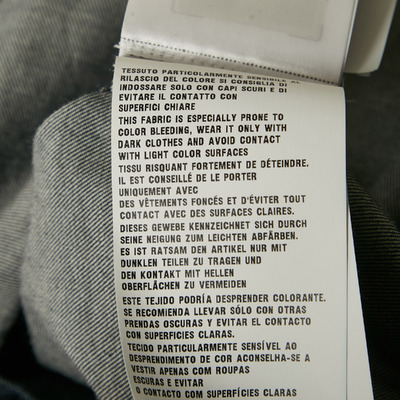 TESSUTO PARTICOLARMENTE SENSIBILE AL
RILASCIO DEL COLORE SI CONSIGLIA DI
INDOSSARE SOLO CON CAPI SCURI E DI
EVITARE IL CONTATTO CON
SUPERFICI CHIARE
THIS FABRIC IS ESPECIALLY PRONE TO
COLOR BLEEDING, WEAR IT ONLY WITH
DARK CLOTHES AND AVOID CONTACT
WITH LIGHT COLOR SURFACES
TISSU RISQUANT FORTEMENT DE DÉTEINDRE.
IL EST CONSEILLÉ DE LE PORTER
UNIQUEMENT AVEC
DES VÊTEMENTS FONCÉS ET D'ÉVITER TOUT
CONTACT AVEC DES SURFACES CLAIRES.
DIESES GEWEBE KENNZEICHNET SICH DURCH
SEINE NEIGUNG ZUM LEICHTEN ABFÄRBEN.
ES IST RATSAM DEN ARTIKEL NUR MIT
DUNKLEN TEILEN ZU TRAGEN UND
DEN KONTAKT MIT HELLEN
OBERFLÄCHEN ZU VERMEIDEN
ESTE TEJIDO PODRÍA DESPRENDER COLORANTE.
SE RECOMIENDA LLEVAR SÓLO CON OTRAS
PRENDAS OSCURAS Y EVITAR EL CONTACTO
CON SUPERFICIES CLARAS.
TECIDO PARTICULARMENTE SENSÍVEL AO
DESPRENDIMENTO DE COR ACONSELHA-SE A
VESTIR APENAS COM ROUPAS
ESCURAS E EVITAR
O CONTACTO COM SUPERFÍCIES CLARAS